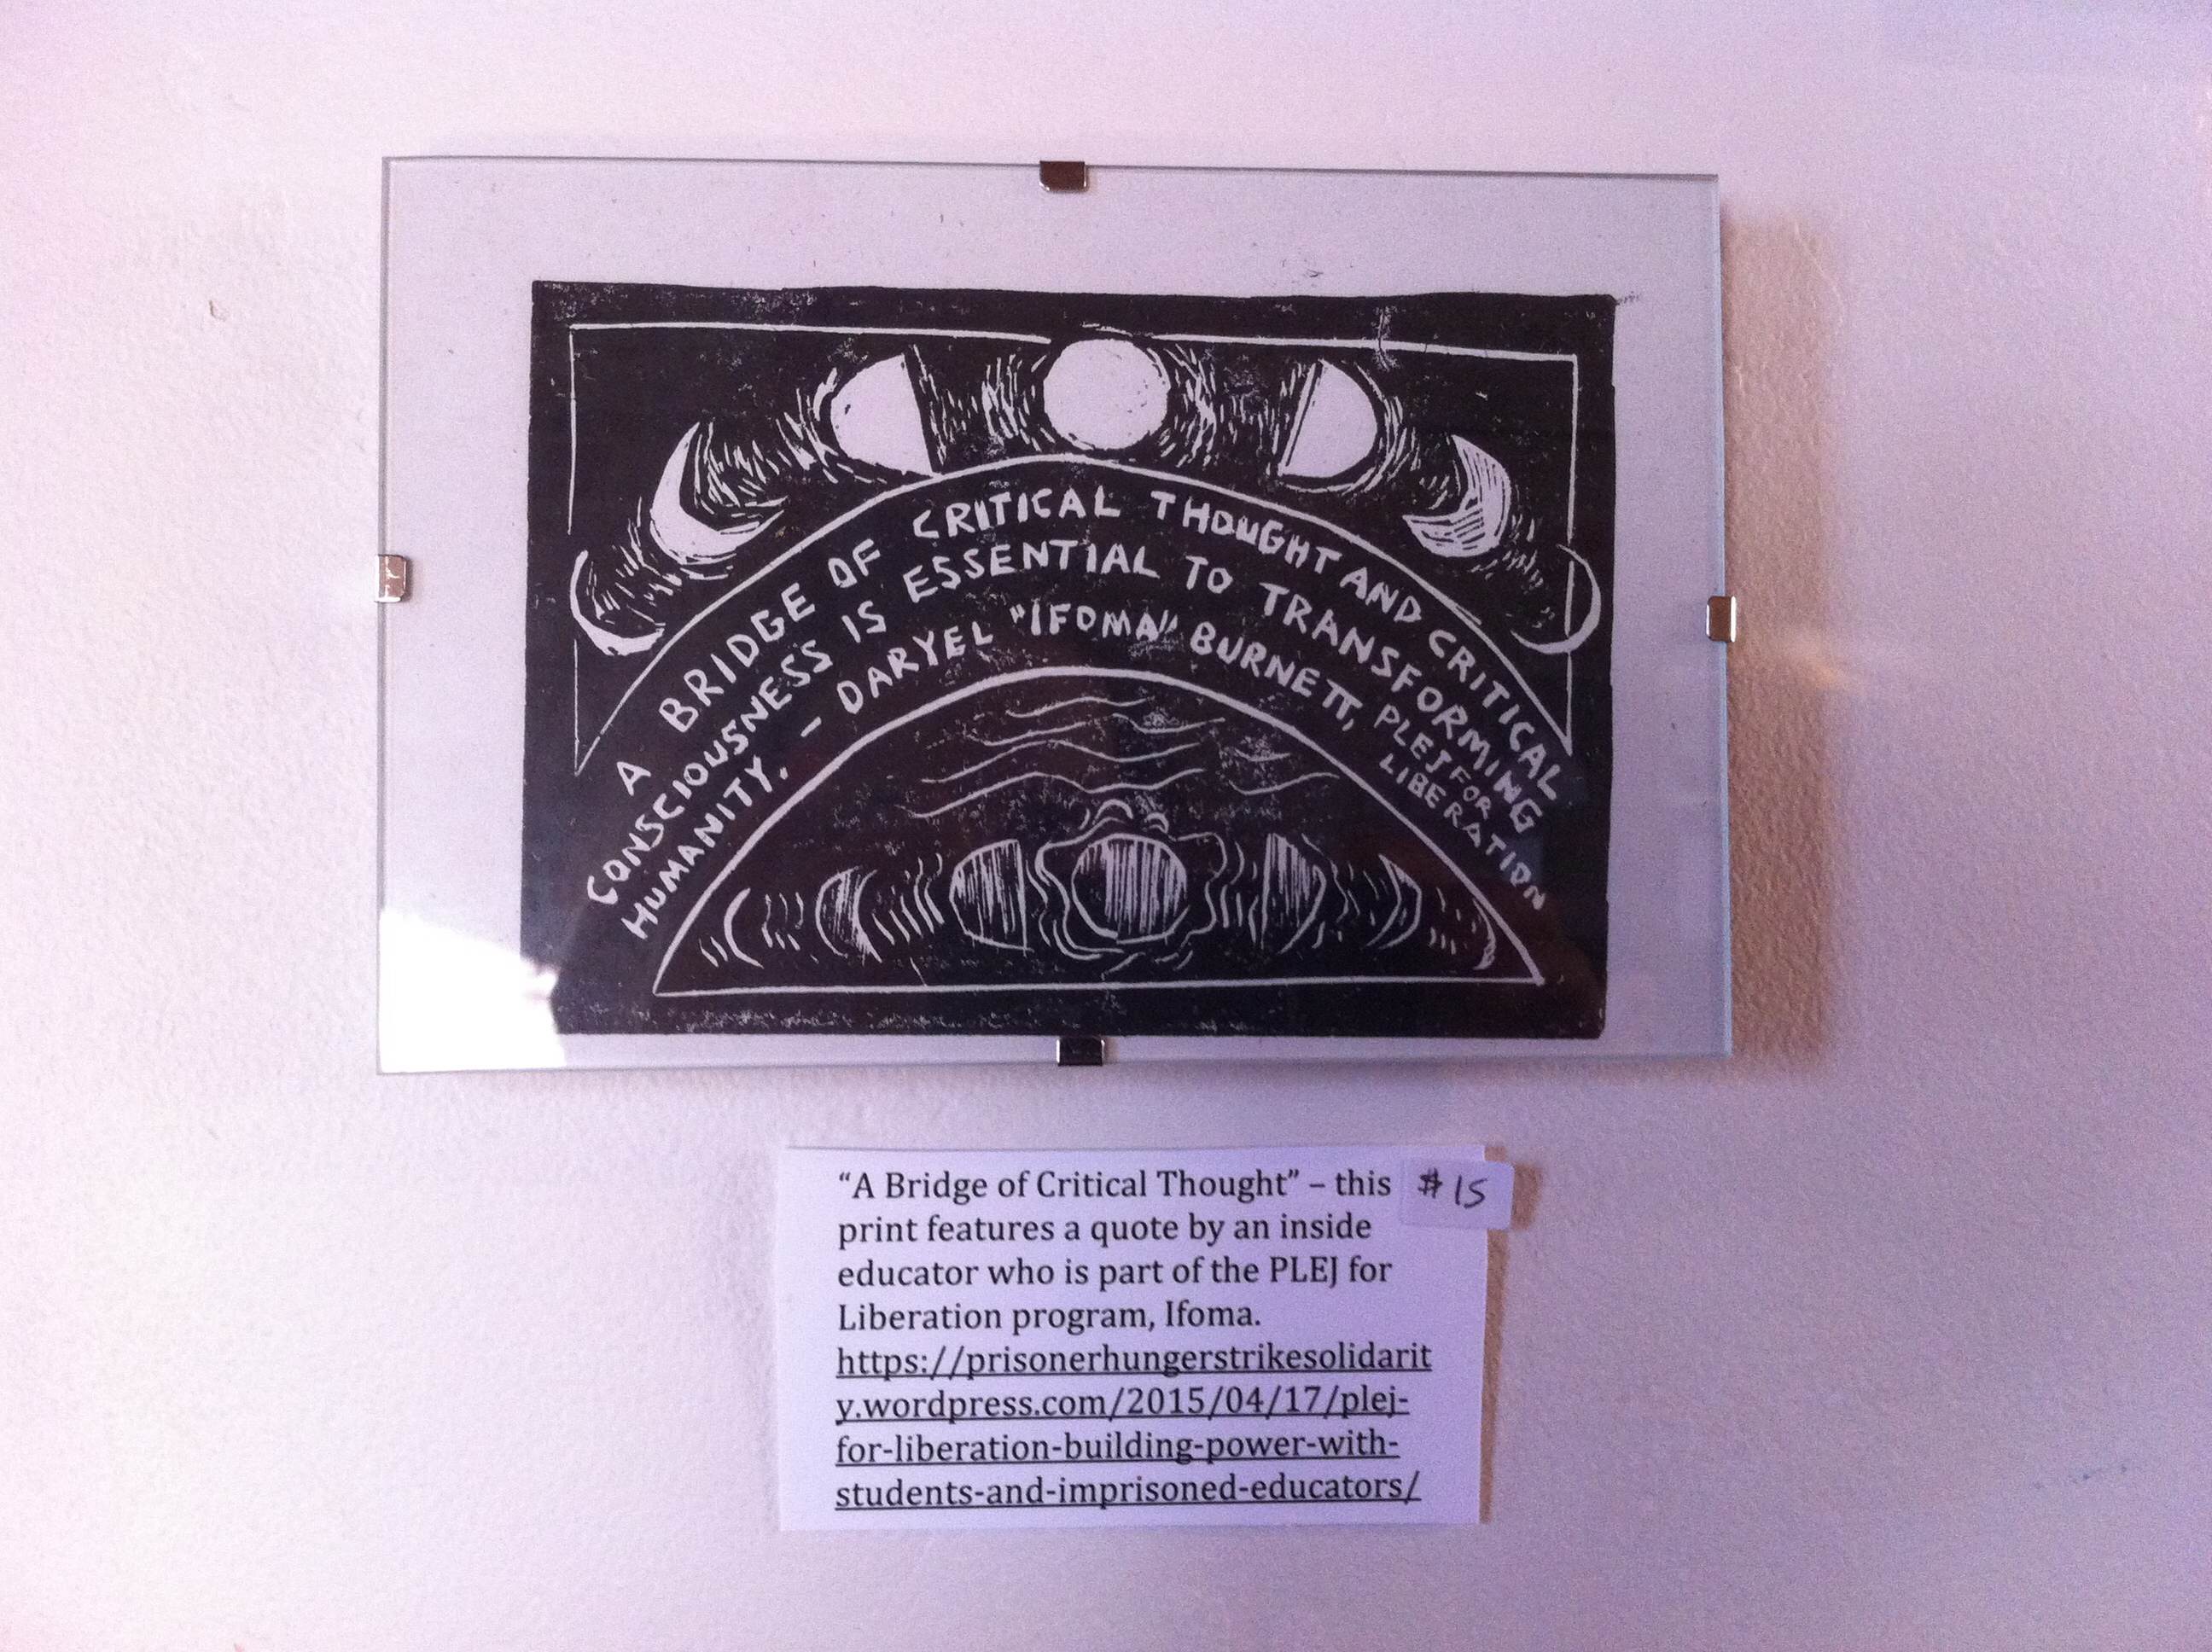 A BRIDGE OF CRITICAL THOUGHT AND CRITICAL
CONSCIOUSNESS IS ESSENTIAL TO TRANSFORMING
HUMANITY. – DARYEL "IFOMA" BURNETT, PLEJ FOR
LIBERATION
“A Bridge of Critical Thought” – this
# 15
print features a quote by an inside
educator who is part of the PLEJ for
Liberation program, Ifoma.
https://prisonerhungerstrikesolidarit
y.wordpress.com/2015/04/17/plej-
for-liberation-building-power-with-
students-and-imprisoned-educators/